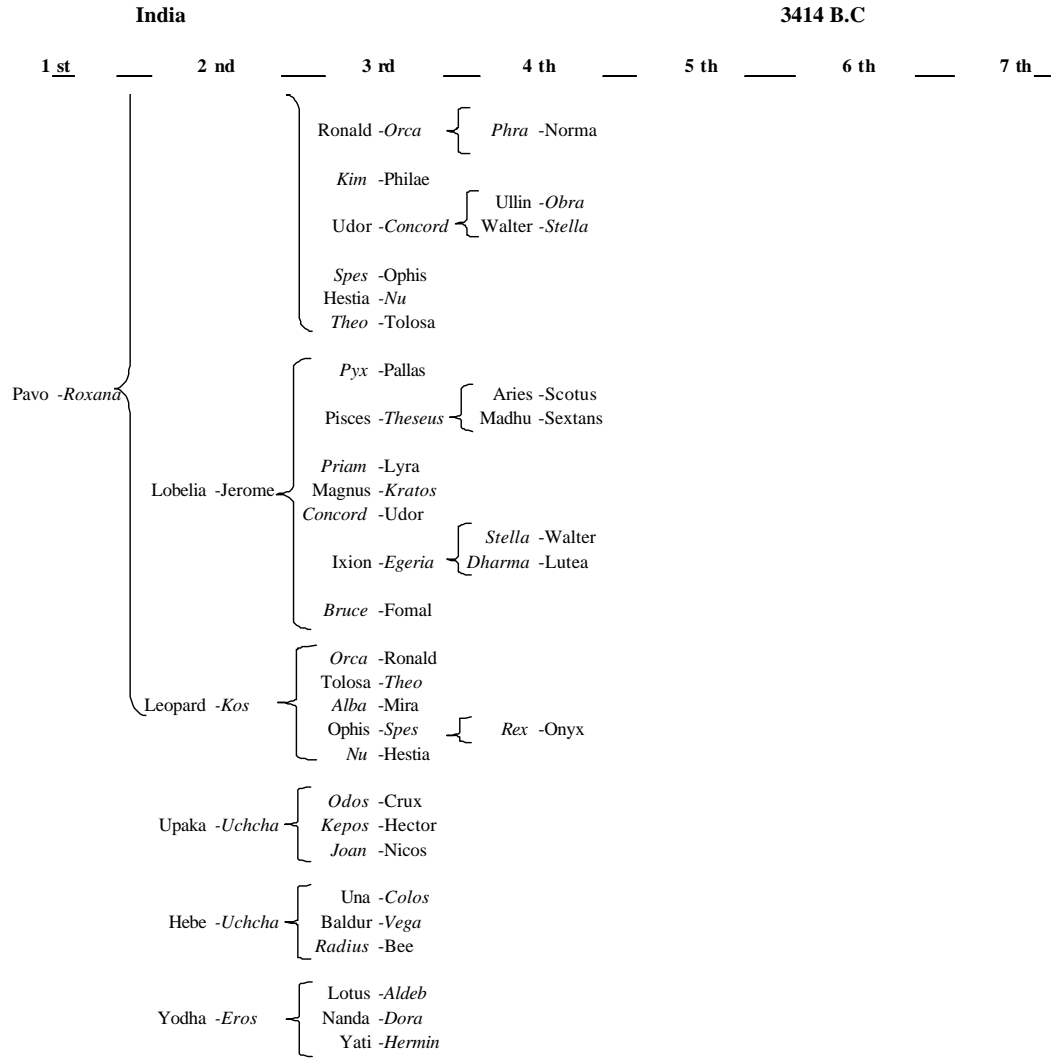 India 3414 B.C
1 st 2 nd 3 rd 4 th 5 th 6 th 7 th
Ronald -Orca Phra -Norma
Kim -Philae
Ullin -Obra
Udor -Concord Walter -Stella
Spes -Ophis
Hestia -Nu
Theo -Tolosa
Pyx -Pallas
Pavo -Roxana
Aries -Scotus
Pisces -Theseus Madhu -Sextans
Priam -Lyra
Lobelia -Jerome Magnus -Kratos
Concord -Udor
Stella -Walter
Ixion -Egeria Dharma -Lutea
Bruce -Fomal
Orca -Ronald
Tolosa -Theo
Leopard -Kos Alba -Mira
Ophis -Spes Rex -Onyx
Nu -Hestia
Odos -Crux
Upaka -Uchcha Kepos -Hector
Joan -Nicos
Una -Colos
Hebe -Uchcha Baldur -Vega
Radius -Bee
Lotus -Aldeb
Yodha -Eros Nanda -Dora
Yati -Hermin